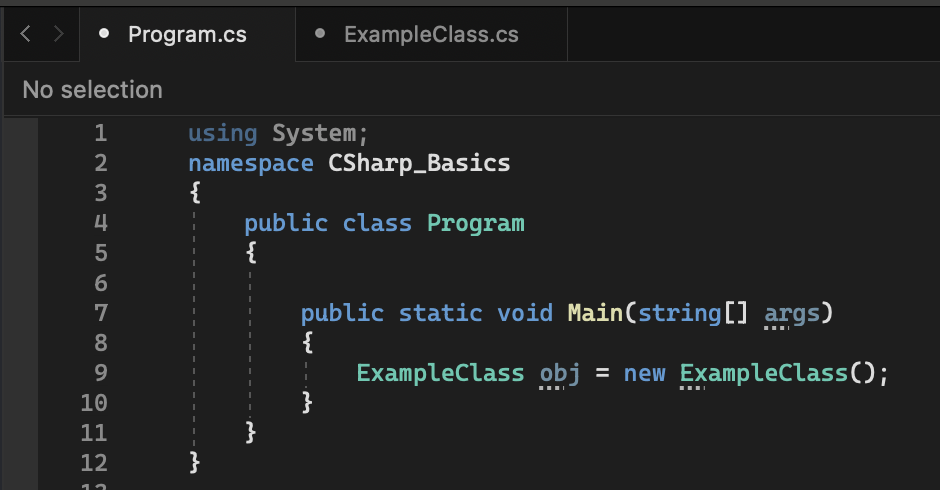 Program.cs
ExampleClass.cs
No selection
1 using System;
2 namespace CSharp_Basics
3 {
4 public class Program
5 {
6
7 public static void Main(string[] args)
8 {
9 ExampleClass obj = new ExampleClass();
10 }
11 }
12 }